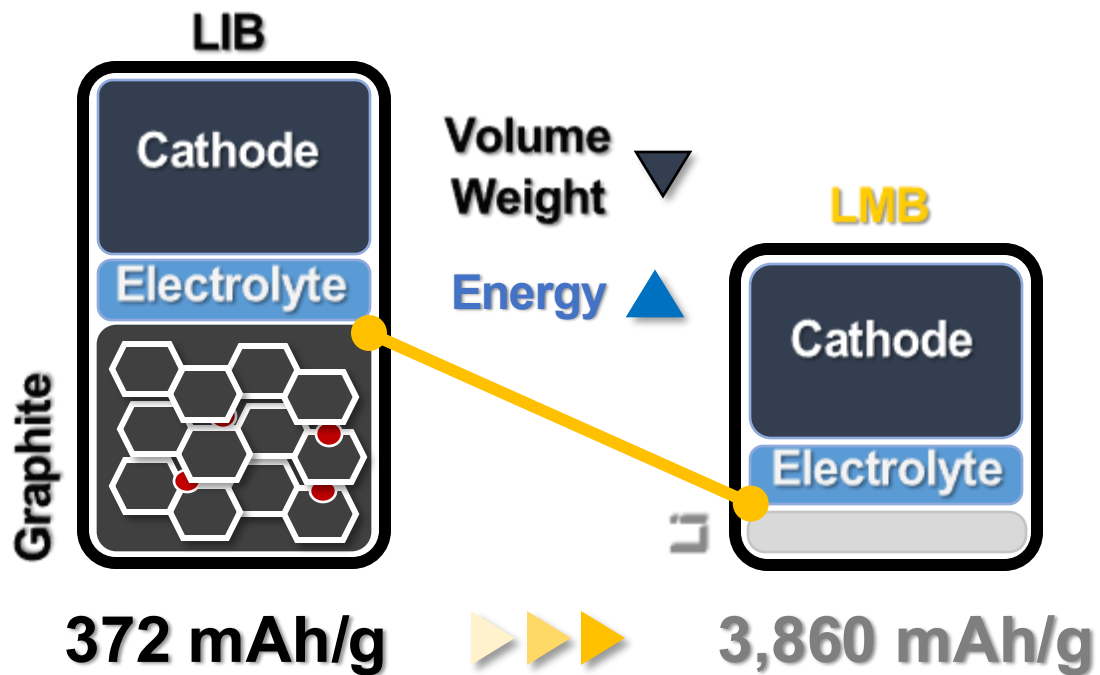 LIB
Cathode
Electrolyte
Graphite
372 mAh/g
Volume
Weight
Energy
LMB
Cathode
Electrolyte
Li
3,860 mAh/g